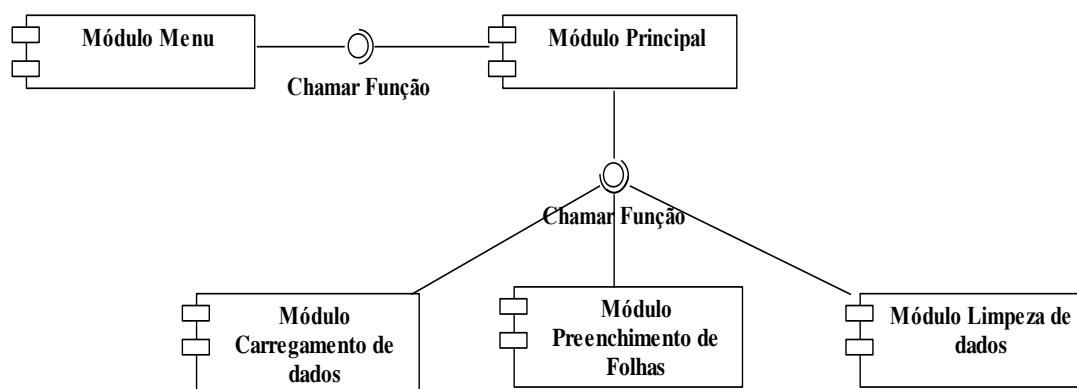 Módulo Menu
Módulo Principal
Chamar Função
Chamar Função
Módulo
Carregamento de
dados
Módulo
Preenchimento de
Folhas
Módulo Limpeza de
dados